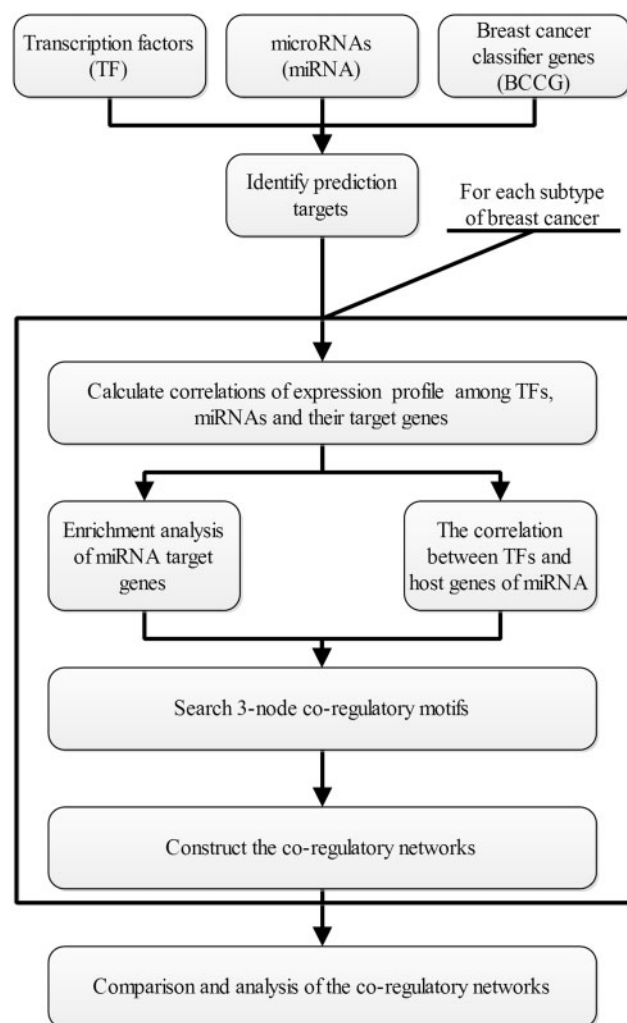 Transcription factors
(TF)
microRNAs
(miRNA)
Breast cancer
classifier genes
(BCCG)
Identify prediction
targets
For each subtype
of breast cancer
Calculate correlations of expression profile among TFs,
miRNAs and their target genes
Enrichment analysis
of miRNA target
genes
The correlation
between TFs and
host genes of miRNA
Search 3-node co-regulatory motifs
Construct the co-regulatory networks
Comparison and analysis of the co-regulatory networks